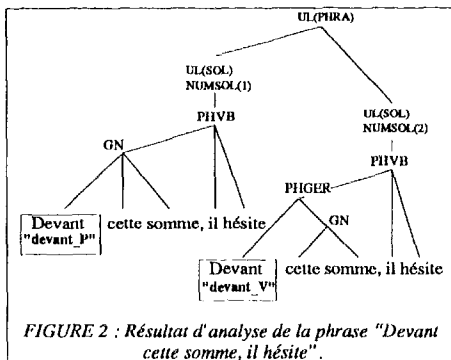 UL(PHRA)
UL(SOL)
NUMSOL(1)
UL(SOL)
NUMSOL(2)
PHVB
GN
PHVB
PHGER
GN
Devant cette somme, il hésite
"devant_P"
Devant cette somme, il hésite
"devant_V"
FIGURE 2 : Résultat d'analyse de la phrase "Devant
cette somme, il hésite".